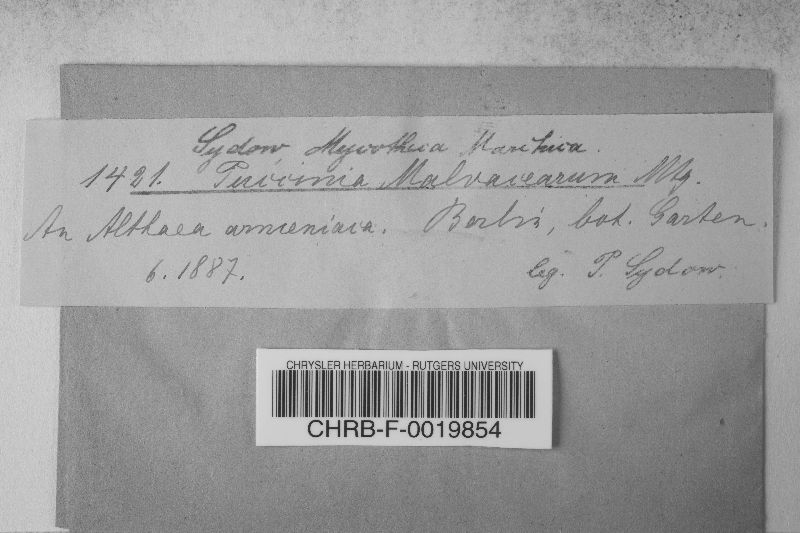 Sydow Mycotheca Marchica.
1421. Puccinia Malvacearum Mtg.
An Althaea armeniaca. Berlin, bot. Garten.
6. 1887. leg. P. Sydow.
CHRYSLER HERBARIUM - RUTGERS UNIVERSITY
CHRB-F-0019854